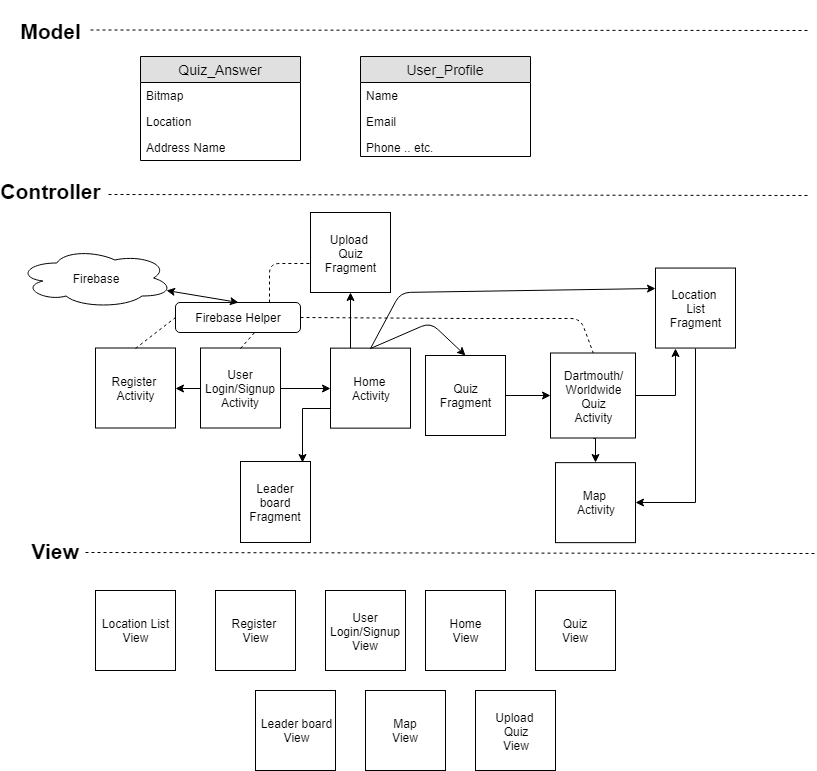 Model
Quiz_Answer
Bitmap
Location
Address Name
User_Profile
Name
Email
Phone .. etc.
Controller
Firebase
Upload
Quiz
Fragment
Location
List
Fragment
Firebase Helper
Register
Activity
User
Login/Signup
Activity
Home
Activity
Quiz
Fragment
Dartmouth/
Worldwide
Quiz
Activity
Leader
board
Fragment
Map
Activity
View
Location List
View
Register
View
User
Login/Signup
View
Home
View
Quiz
View
Leader board
View
Map
View
Upload
Quiz
View